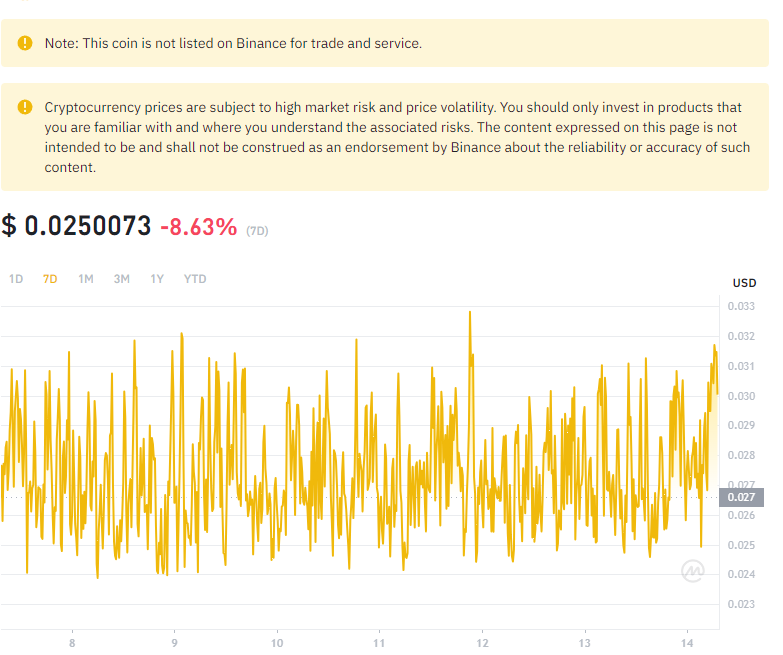 Note: This coin is not listed on Binance for trade and service.
Cryptocurrency prices are subject to high market risk and price volatility. You should only invest in products that
you are familiar with and where you understand the associated risks. The content expressed on this page is not
intended to be and shall not be construed as an endorsement by Binance about the reliability or accuracy of such
content.
$ 0.0250073 -8.63% (7D)
1D 7D 1M 3M 1Y YTD
USD
0.033
0.032
0.031
0.030
0.029
0.028
0.027
0.027
0.026
0.025
0.024
0.023
8 9 10 11 12 13 14